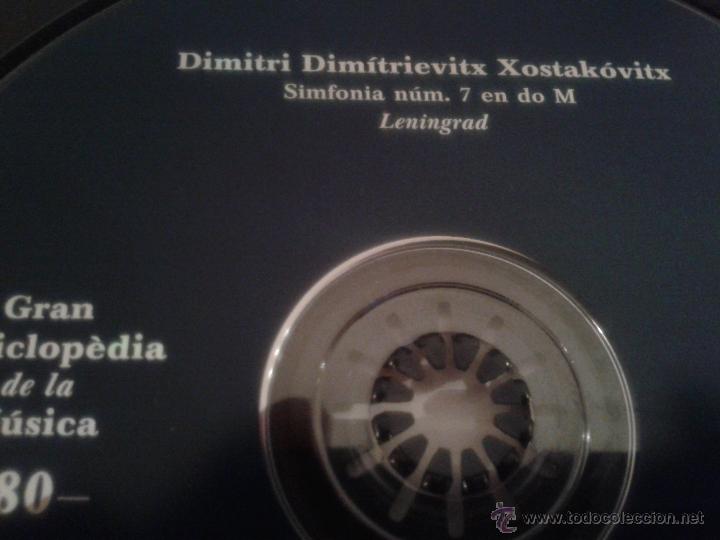 Dimitri Dimítrievitx Xostakóvitx
Simfonia núm. 7 en do M
Leningrad
Gran
iclopèdia
de la
úsica
80—
© www.todocoleccion.net